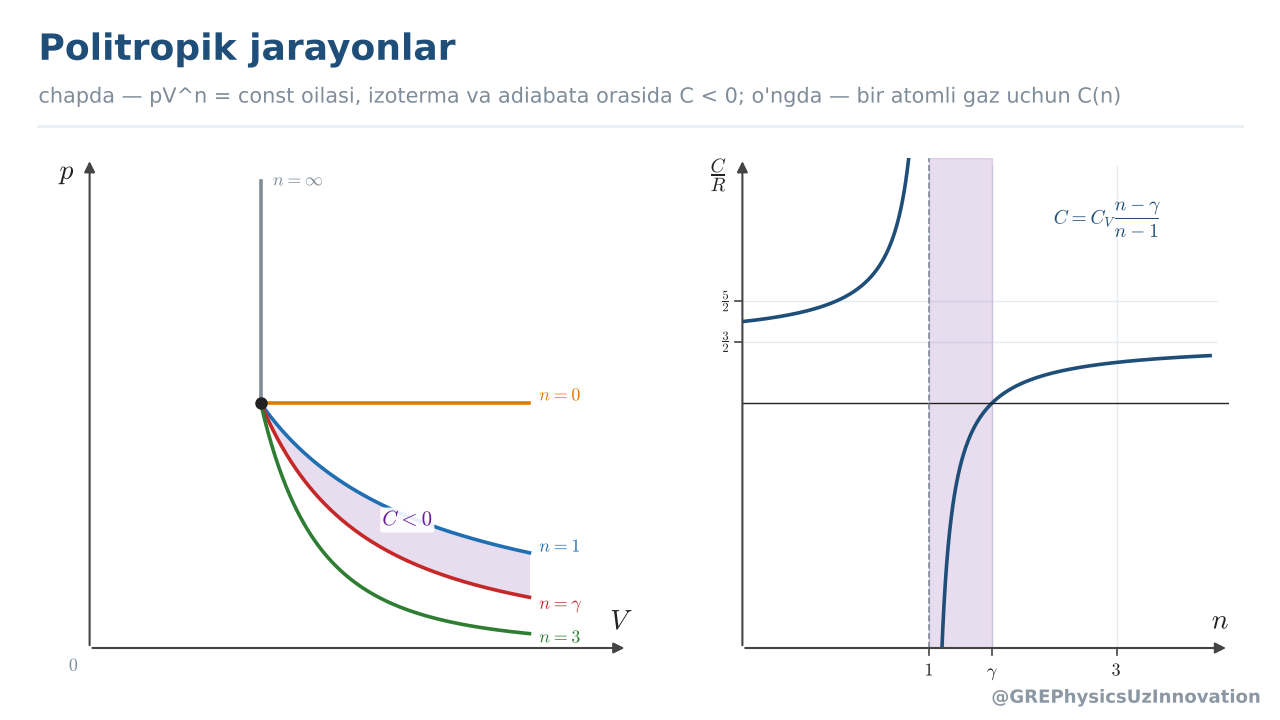 Politropik jarayonlar
chapda — pV^n = const oilasi, izoterma va adiabata orasida C < 0; o'ngda — bir atomli gaz uchun C(n)
p
n = ∞
n = 0
C < 0
n = 1
n = γ
n = 3
V
0
C/R
C = C_V (n − γ)/(n − 1)
5/2
3/2
n
1
γ
3
@GREPhysicsUzInnovation